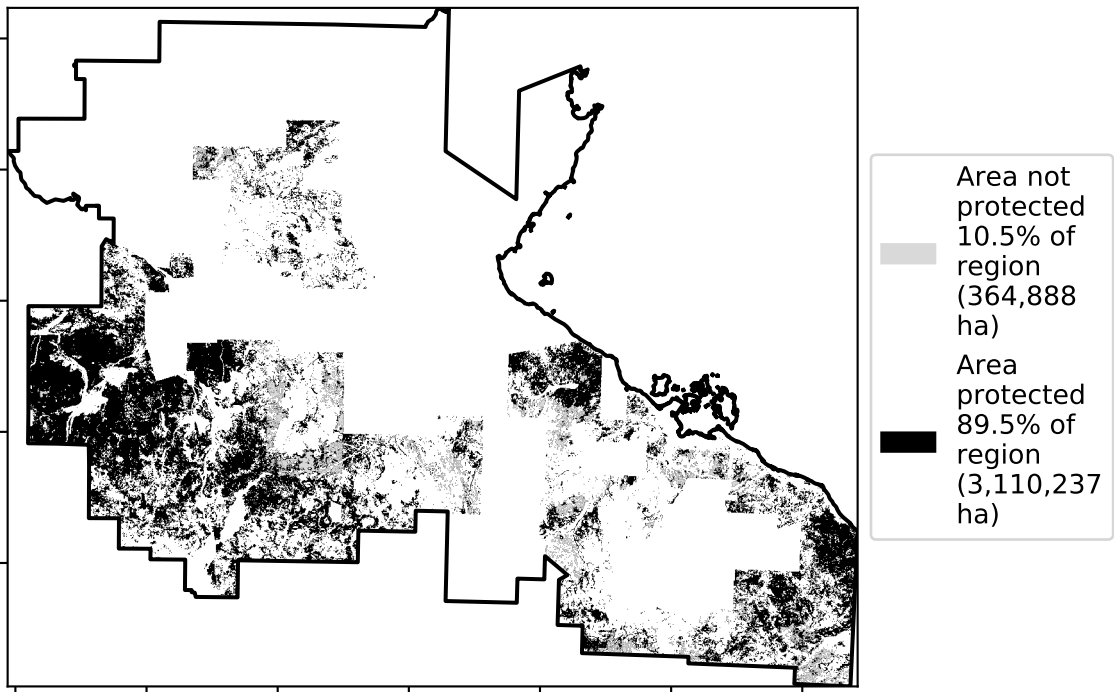 Area not
protected
10.5% of
region
(364,888
ha)
Area
protected
89.5% of
region
(3,110,237
ha)